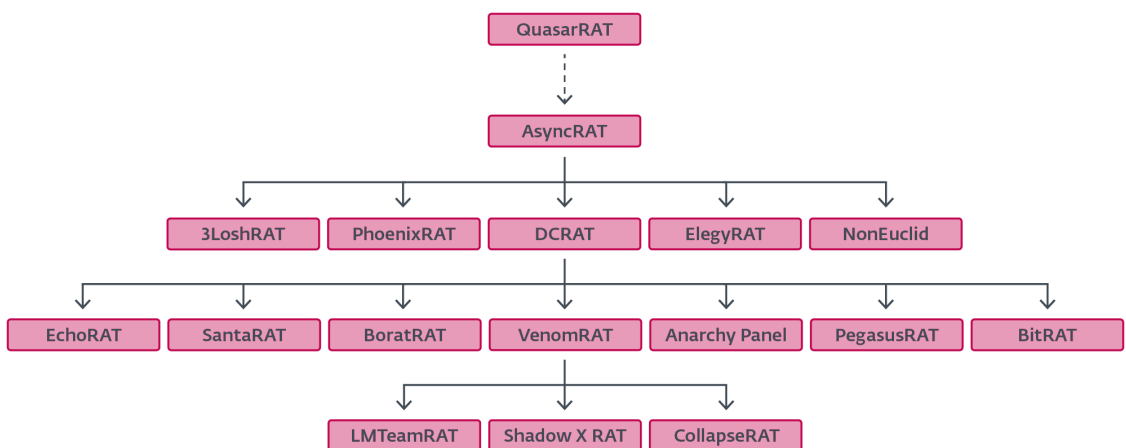 QuasarRAT
AsyncRAT
3LoshRAT
PhoenixRAT
DCRAT
ElegyRAT
NonEuclid
EchoRAT
SantaRAT
BoratRAT
VenomRAT
Anarchy Panel
PegasusRAT
BitRAT
LMTeamRAT
Shadow X RAT
CollapseRAT